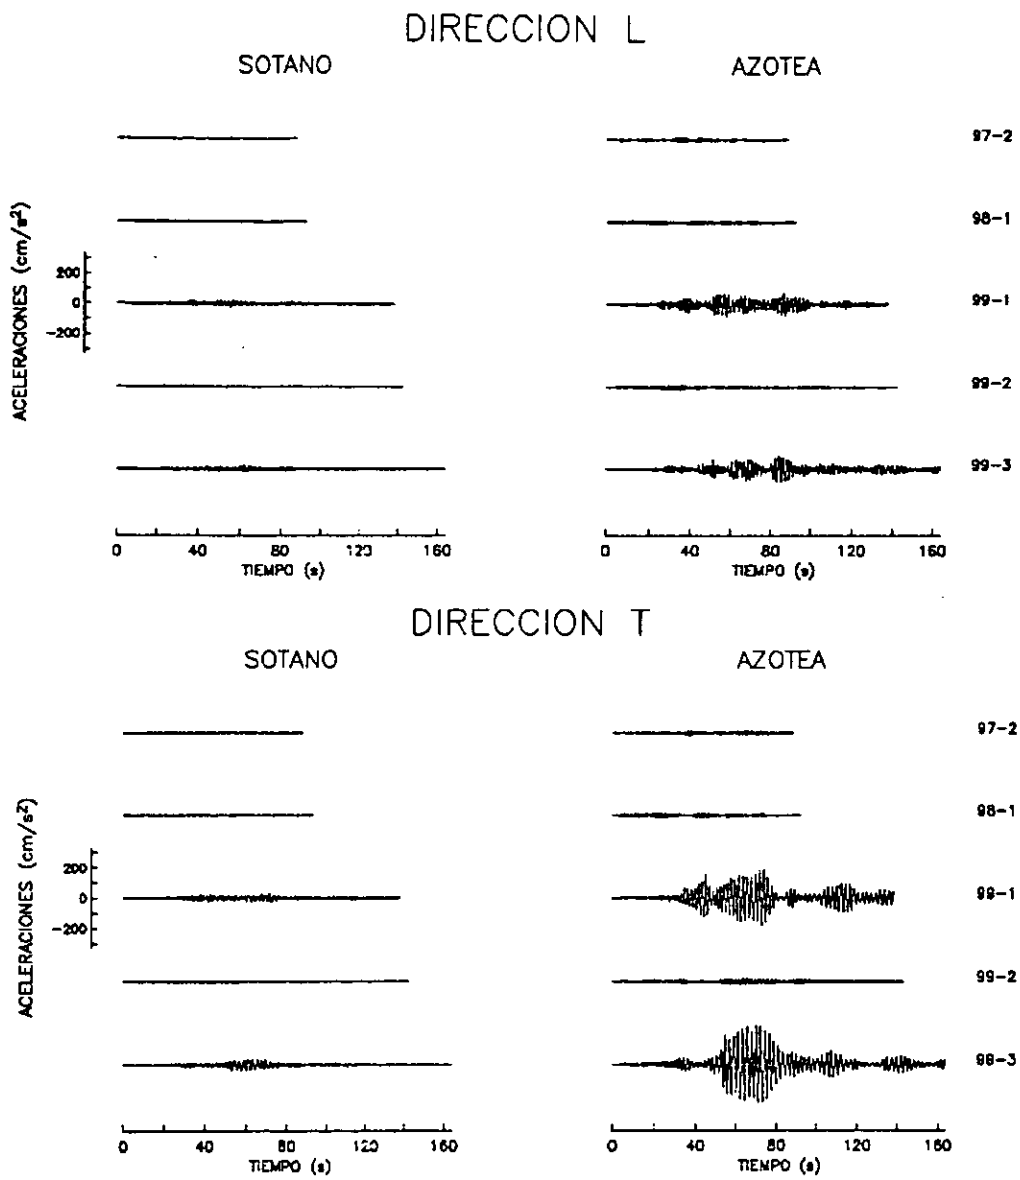 DIRECCION L
SOTANO
AZOTEA
97-2
98-1
99-1
99-2
99-3
ACELERACIONES (cm/s²)
200
0
-200
0 40 80 120 160
TIEMPO (s)
0 40 80 120 160
TIEMPO (s)
DIRECCION T
SOTANO
AZOTEA
97-2
98-1
99-1
99-2
99-3
ACELERACIONES (cm/s²)
200
0
-200
0 40 80 120 160
TIEMPO (s)
0 40 80 120 160
TIEMPO (s)